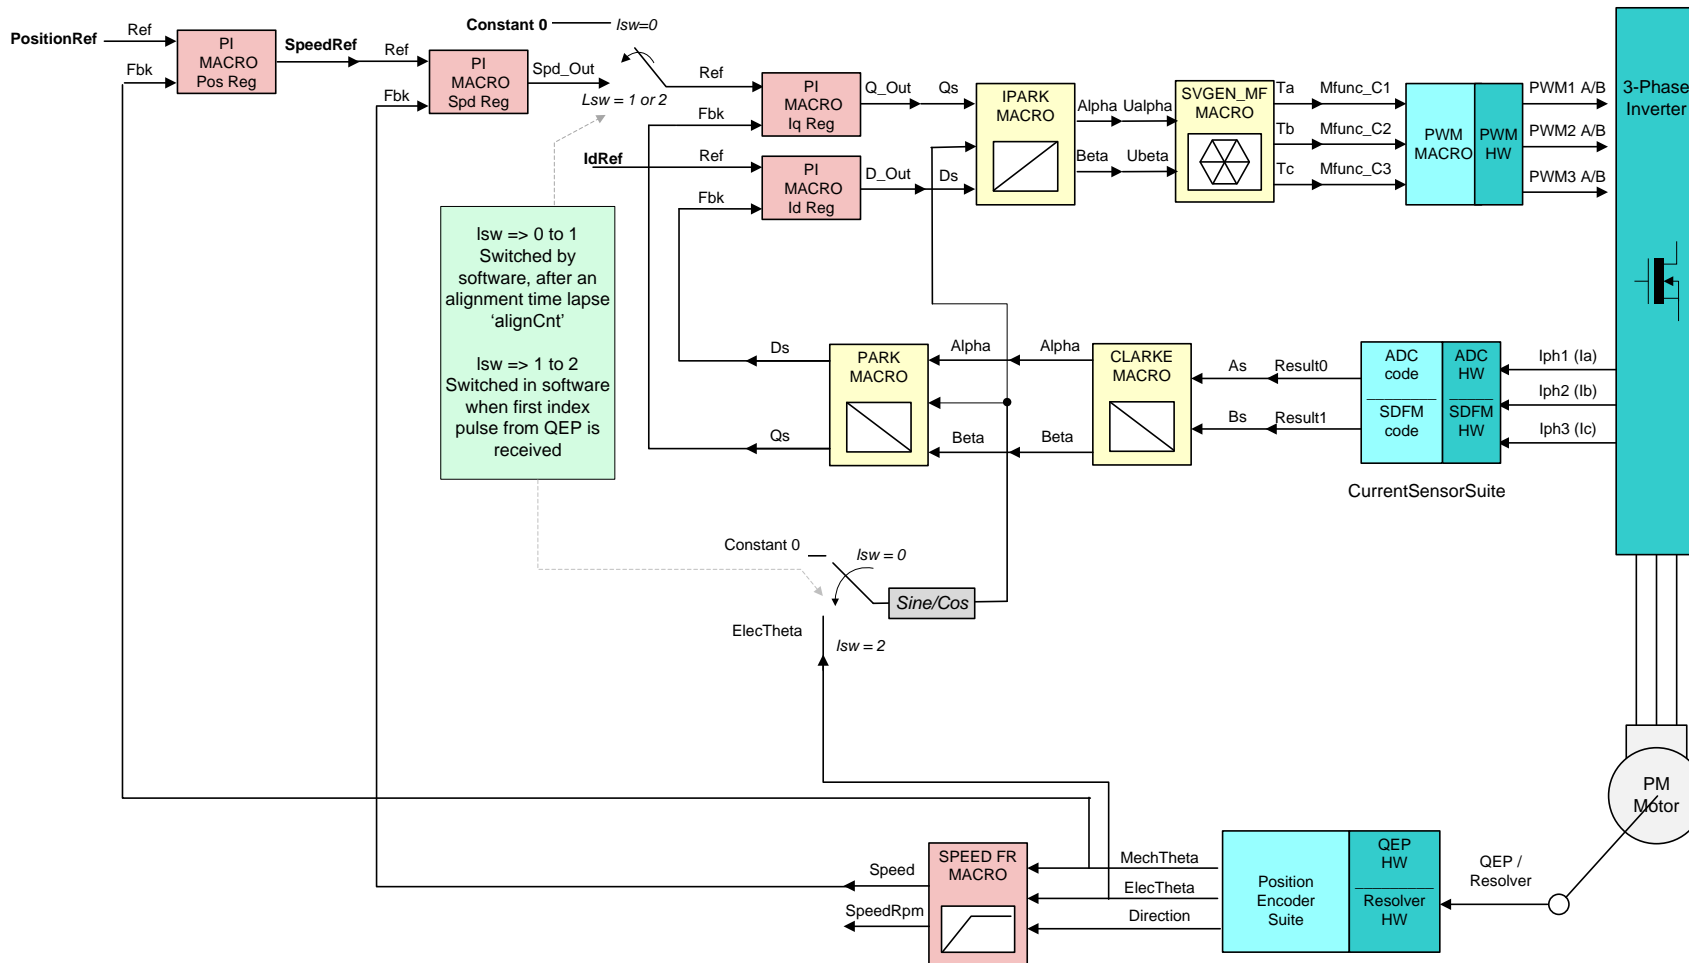 Constant 0
lsw=0
PositionRef
Ref
Fbk
PI
MACRO
Pos Reg
SpeedRef
Ref
Fbk
PI
MACRO
Spd Reg
Spd_Out
Lsw = 1 or 2
Ref
Fbk
PI
MACRO
Iq Reg
Q_Out
Qs
IdRef
Ref
Fbk
PI
MACRO
Id Reg
D_Out
Ds
IPARK
MACRO
Alpha
Ualpha
Beta
Ubeta
SVGEN_MF
MACRO
Ta
Mfunc_C1
Tb
Mfunc_C2
Tc
Mfunc_C3
PWM
MACRO
PWM
HW
PWM1 A/B
PWM2 A/B
PWM3 A/B
3-Phase
Inverter
lsw => 0 to 1
Switched by
software, after an
alignment time lapse
‘alignCnt’
lsw => 1 to 2
Switched in software
when first index
pulse from QEP is
received
Ds
Qs
PARK
MACRO
Alpha
Alpha
Beta
Beta
CLARKE
MACRO
As
Result0
Bs
Result1
ADC
code
SDFM
code
ADC
HW
SDFM
HW
Iph1 (Ia)
Iph2 (Ib)
Iph3 (Ic)
CurrentSensorSuite
Constant 0
lsw = 0
Sine/Cos
ElecTheta
lsw = 2
PM
Motor
Speed
SpeedRpm
SPEED FR
MACRO
MechTheta
ElecTheta
Direction
Position
Encoder
Suite
QEP
HW
Resolver
HW
QEP /
Resolver